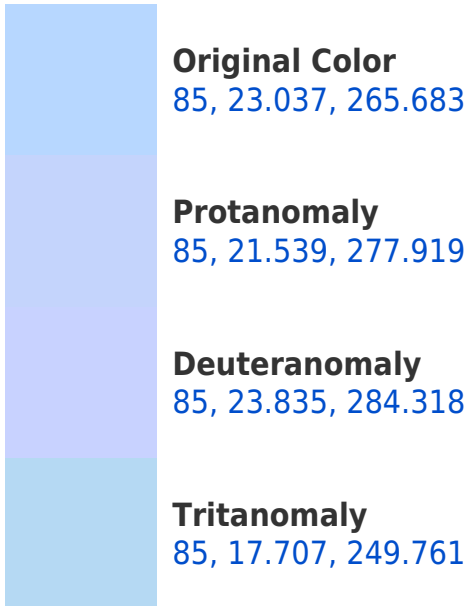 Original Color
85, 23.037, 265.683
Protanomaly
85, 21.539, 277.919
Deuteranomaly
85, 23.835, 284.318
Tritanomaly
85, 17.707, 249.761